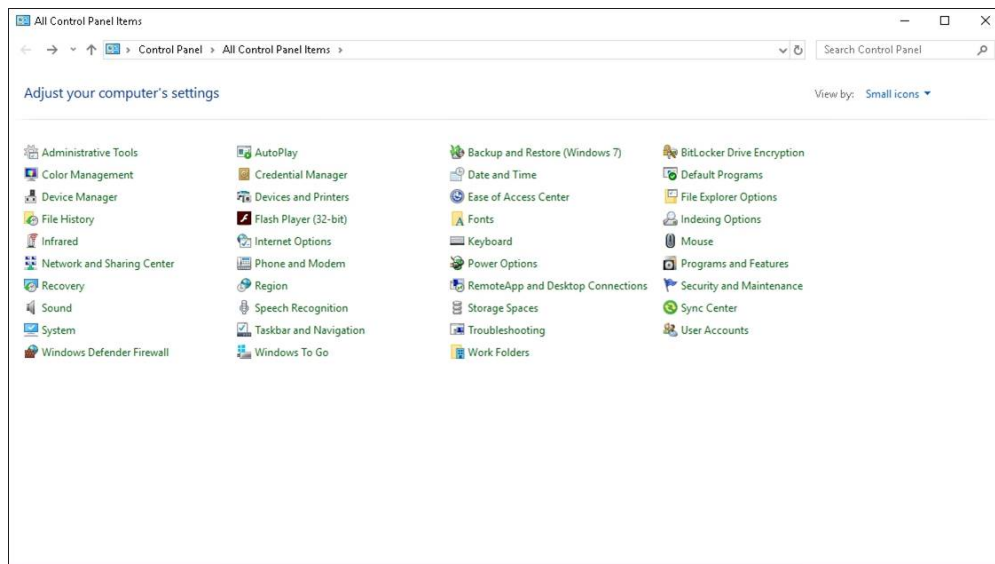 All Control Panel Items
Control Panel > All Control Panel Items >
Search Control Panel
Adjust your computer's settings
View by: Small icons
Administrative Tools AutoPlay Backup and Restore (Windows 7) BitLocker Drive Encryption
Color Management Credential Manager Date and Time Default Programs
Device Manager Devices and Printers Ease of Access Center File Explorer Options
File History Flash Player (32-bit) Fonts Indexing Options
Infrared Internet Options Keyboard Mouse
Network and Sharing Center Phone and Modem Power Options Programs and Features
Recovery Region RemoteApp and Desktop Connections Security and Maintenance
Sound Speech Recognition Storage Spaces Sync Center
System Taskbar and Navigation Troubleshooting User Accounts
Windows Defender Firewall Windows To Go Work Folders